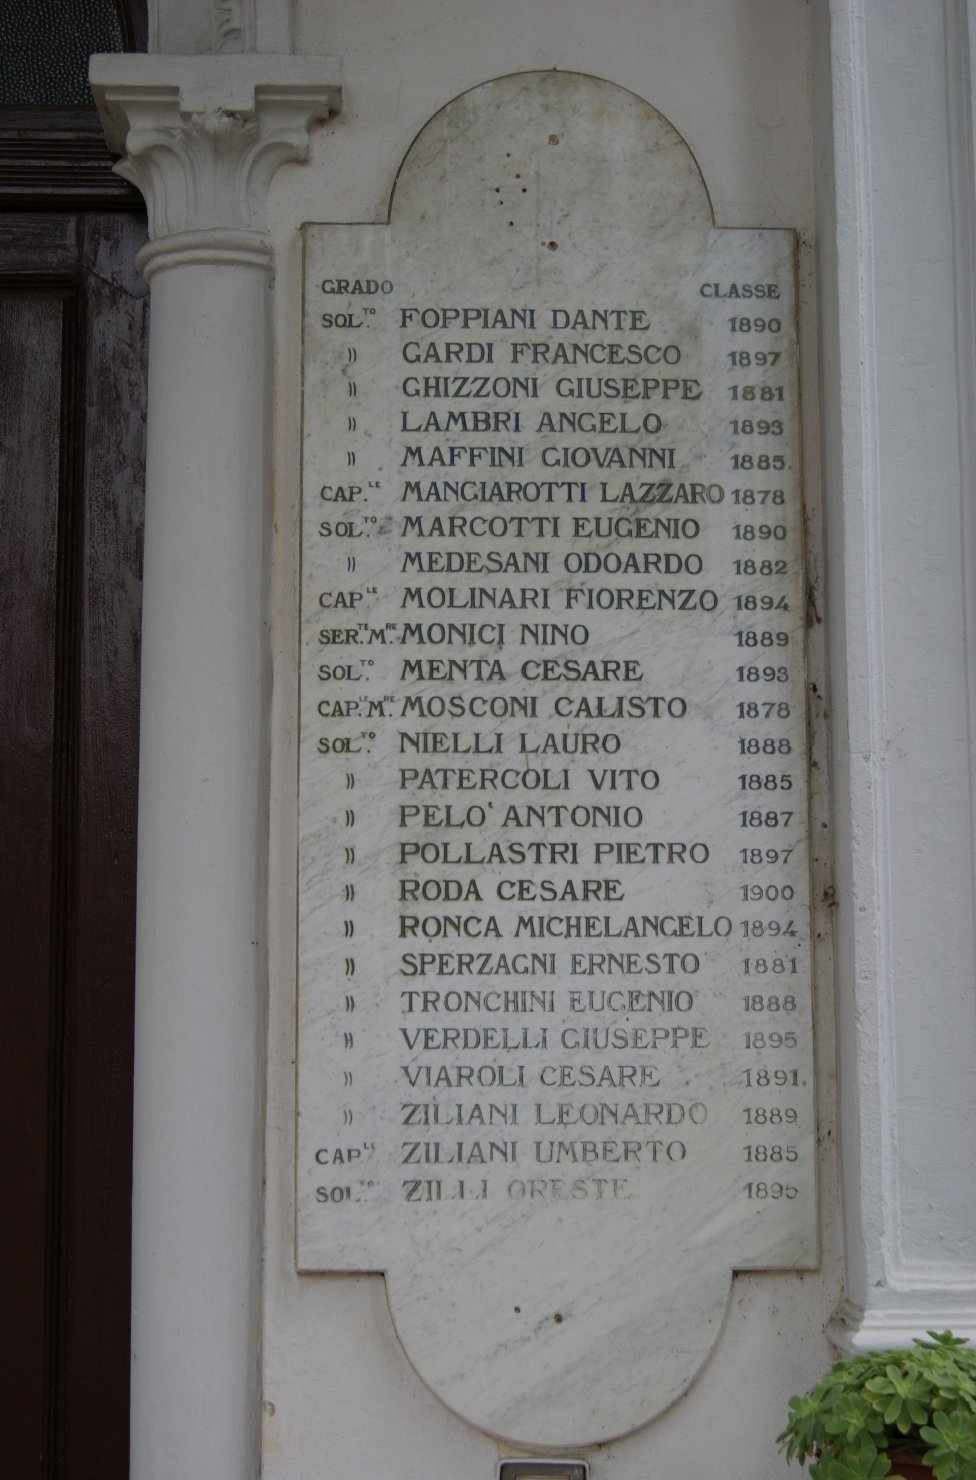 GRADO CLASSE
SOL.TO FOPPIANI DANTE 1890
〃 GARDI FRANCESCO 1897
〃 GHIZZONI GIUSEPPE 1881
〃 LAMBRI ANGELO 1893
〃 MAFFINI GIOVANNI 1885
CAP.LE MANGIAROTTI LAZZARO 1878
SOL.TO MARCOTTI EUGENIO 1890
〃 MEDESANI ODOARDO 1882
CAP.LE MOLINARI FIORENZO 1894
SER.TE M.RE MONICI NINO 1889
SOL.TO MENTA CESARE 1893
CAP.LE M.RE MOSCONI CALISTO 1878
SOL.TO NIELLI LAURO 1888
〃 PATERCOLI VITO 1885
〃 PELO' ANTONIO 1887
〃 POLLASTRI PIETRO 1897
〃 RODA CESARE 1900
〃 RONCA MICHELANGELO 1894
〃 SPERZAGNI ERNESTO 1881
〃 TRONCHINI EUGENIO 1888
〃 VERDELLI GIUSEPPE 1895
〃 VIAROLI CESARE 1891.
〃 ZILIANI LEONARDO 1889
CAP.LE ZILIANI UMBERTO 1885
SOL.TO ZILLI ORESTE 1895